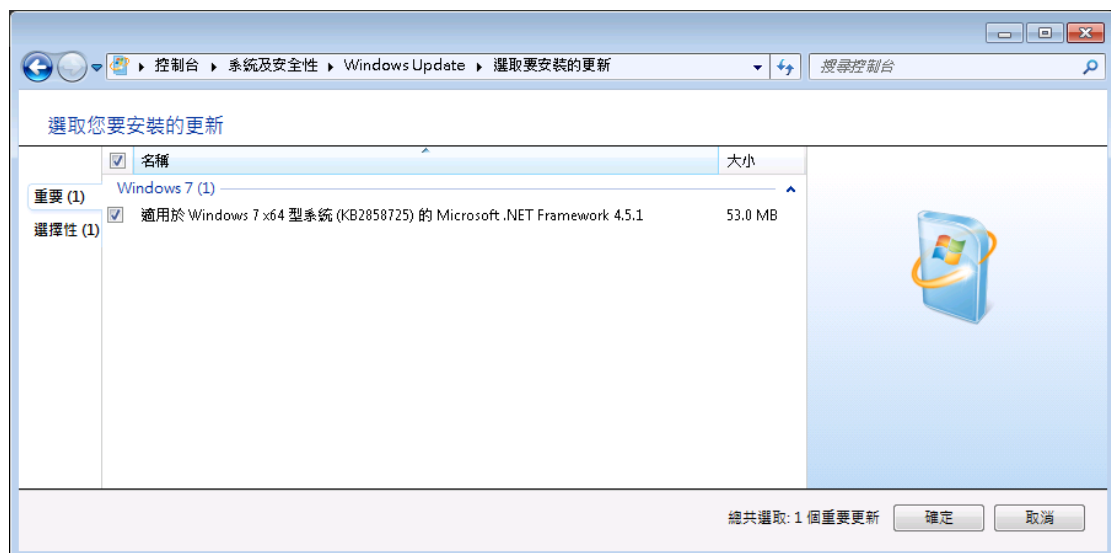 控制台 ▸ 系統及安全性 ▸ Windows Update ▸ 選取要安裝的更新
搜尋控制台
選取您要安裝的更新
名稱 大小
重要 (1)
選擇性 (1)
Windows 7 (1)
適用於 Windows 7 x64 型系統 (KB2858725) 的 Microsoft .NET Framework 4.5.1 53.0 MB
總共選取: 1 個重要更新 確定 取消